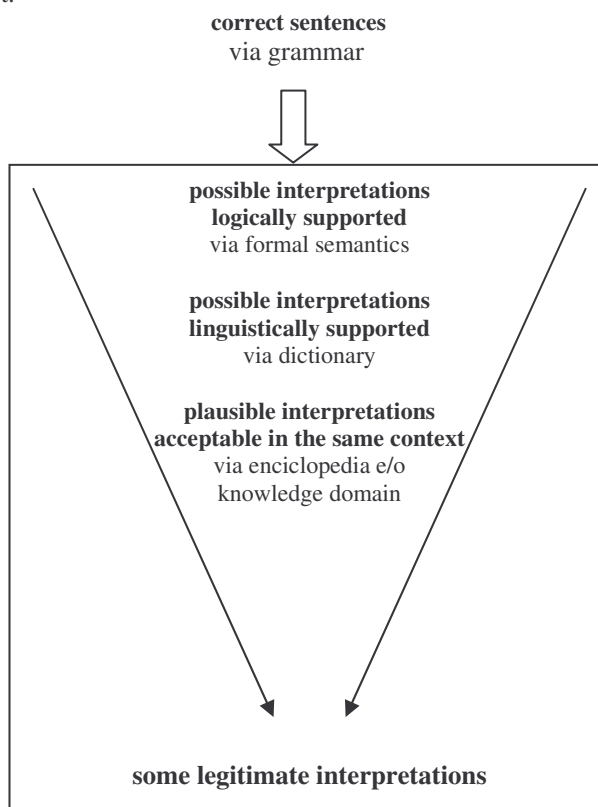 correct sentences
via grammar
possible interpretations
logically supported
via formal semantics
possible interpretations
linguistically supported
via dictionary
plausible interpretations
acceptable in the same context
via enciclopedia e/o
knowledge domain
some legitimate interpretations